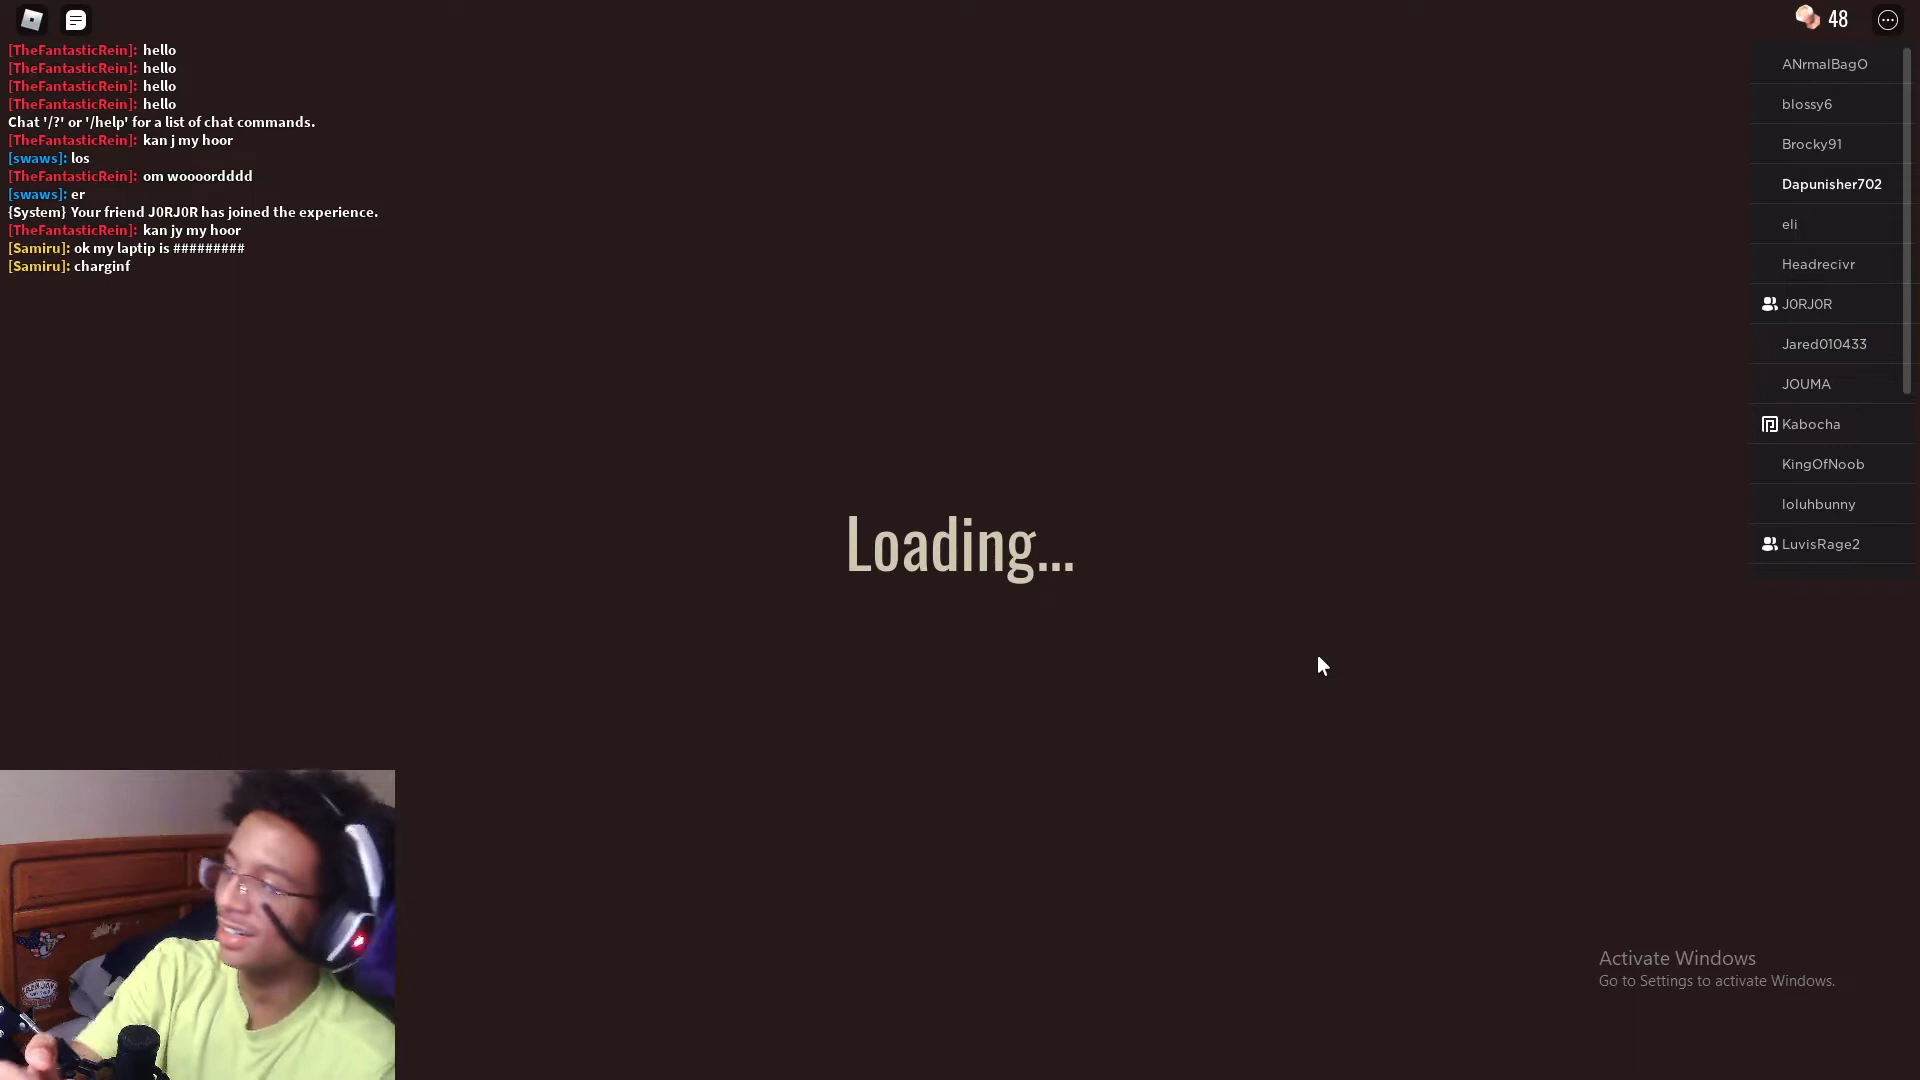 48
[TheFantasticRein]: hello
[TheFantasticRein]: hello
[TheFantasticRein]: hello
[TheFantasticRein]: hello
Chat '/?' or '/help' for a list of chat commands.
[TheFantasticRein]: kan j my hoor
[swaws]: los
[TheFantasticRein]: om woooordddd
[swaws]: er
{System} Your friend J0RJ0R has joined the experience.
[TheFantasticRein]: kan jy my hoor
[Samiru]: ok my laptip is #########
[Samiru]: charginf
ANrmalBagO
blossy6
Brocky91
Dapunisher702
eli
Headrecivr
J0RJ0R
Jared010433
JOUMA
Kabocha
KingOfNoob
loluhbunny
LuvisRage2
Loading...
Activate Windows
Go to Settings to activate Windows.